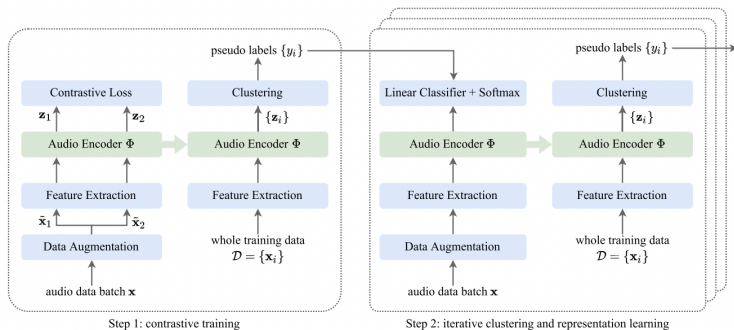 pseudo labels {yᵢ}
Contrastive Loss
Clustering
z₁
z₂
{zᵢ}
Audio Encoder Φ
Audio Encoder Φ
Feature Extraction
Feature Extraction
x̃₁
x̃₂
Data Augmentation
whole training data
𝒟 = {xᵢ}
audio data batch x
Step 1: contrastive training
pseudo labels {yᵢ}
Linear Classifier + Softmax
Clustering
{zᵢ}
Audio Encoder Φ
Audio Encoder Φ
Feature Extraction
Feature Extraction
Data Augmentation
whole training data
𝒟 = {xᵢ}
audio data batch x
Step 2: iterative clustering and representation learning